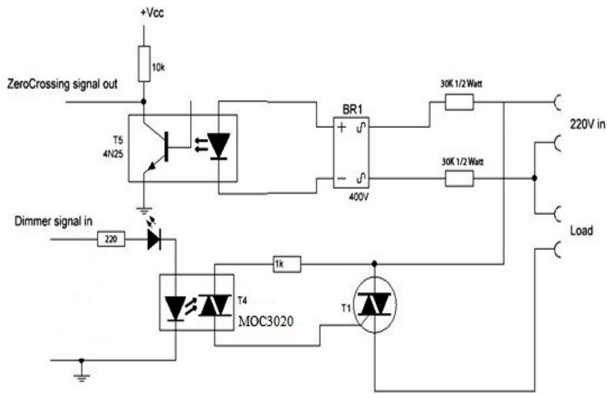 +Vcc
10k
ZeroCrossing signal out
30K 1/2 Watt
BR1
220V in
T5
4N25
+
-
30K 1/2 Watt
400V
Dimmer signal in
Load
220
1k
T4
T1
MOC3020